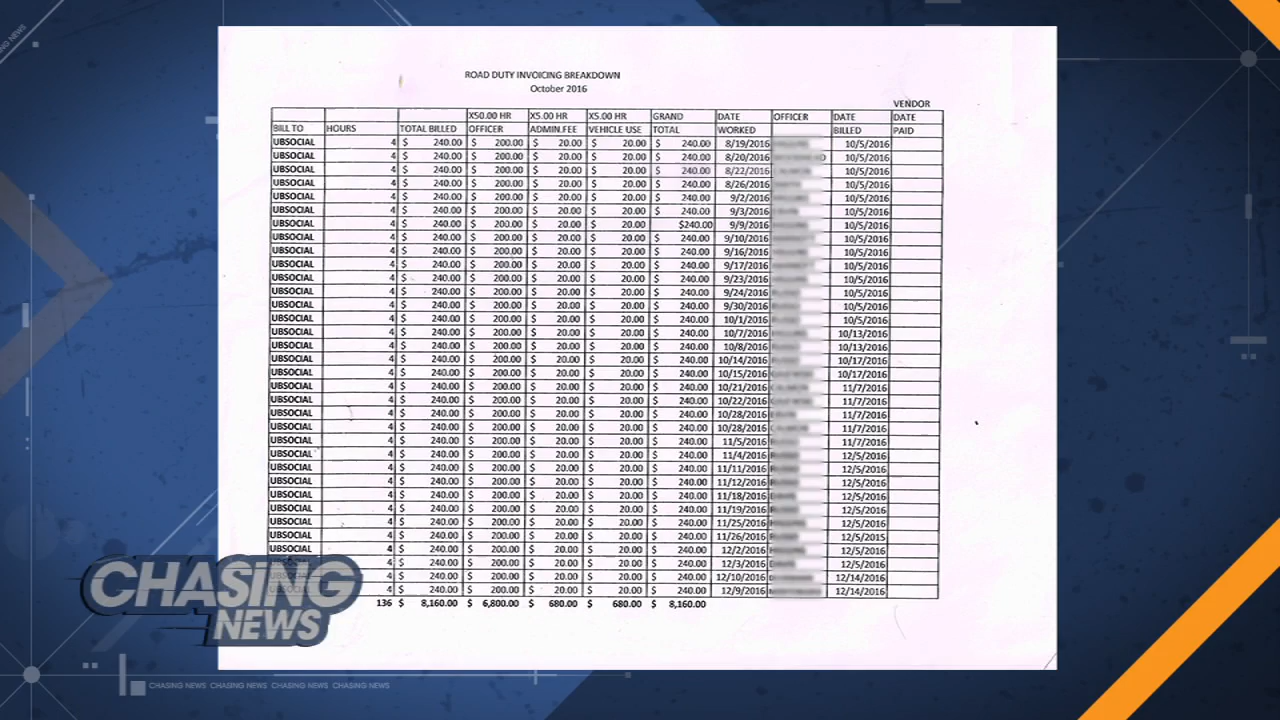 NEWS
ROAD DUTY INVOICING BREAKDOWN
October 2016
VENDOR
X50.00 HR X5.00 HR X5.00 HR GRAND DATE OFFICER DATE DATE
BILL TO HOURS TOTAL BILLED OFFICER ADMIN.FEE VEHICLE USE TOTAL WORKED BILLED PAID
UBSOCIAL 4 $ 240.00 $ 200.00 $ 20.00 $ 20.00 $ 240.00 8/19/2016 10/5/2016
UBSOCIAL 4 $ 240.00 $ 200.00 $ 20.00 $ 20.00 $ 240.00 8/20/2016 10/5/2016
UBSOCIAL 4 $ 240.00 $ 200.00 $ 20.00 $ 20.00 $ 240.00 8/22/2016 10/5/2016
UBSOCIAL 4 $ 240.00 $ 200.00 $ 20.00 $ 20.00 $ 240.00 8/26/2016 10/5/2016
UBSOCIAL 4 $ 240.00 $ 200.00 $ 20.00 $ 20.00 $ 240.00 9/2/2016 10/5/2016
UBSOCIAL 4 $ 240.00 $ 200.00 $ 20.00 $ 20.00 $ 240.00 9/3/2016 10/5/2016
UBSOCIAL 4 $ 240.00 $ 200.00 $ 20.00 $ 20.00 $240.00 9/9/2016 10/5/2016
UBSOCIAL 4 $ 240.00 $ 200.00 $ 20.00 $ 20.00 $ 240.00 9/10/2016 10/5/2016
UBSOCIAL 4 $ 240.00 $ 200.00 $ 20.00 $ 20.00 $ 240.00 9/16/2016 10/5/2016
UBSOCIAL 4 $ 240.00 $ 200.00 $ 20.00 $ 20.00 $ 240.00 9/17/2016 10/5/2016
UBSOCIAL 4 $ 240.00 $ 200.00 $ 20.00 $ 20.00 $ 240.00 9/23/2016 10/5/2016
UBSOCIAL 4 $ 240.00 $ 200.00 $ 20.00 $ 20.00 $ 240.00 9/24/2016 10/5/2016
UBSOCIAL 4 $ 240.00 $ 200.00 $ 20.00 $ 20.00 $ 240.00 9/30/2016 10/5/2016
UBSOCIAL 4 $ 240.00 $ 200.00 $ 20.00 $ 20.00 $ 240.00 10/1/2016 10/5/2016
UBSOCIAL 4 $ 240.00 $ 200.00 $ 20.00 $ 20.00 $ 240.00 10/7/2016 10/13/2016
UBSOCIAL 4 $ 240.00 $ 200.00 $ 20.00 $ 20.00 $ 240.00 10/8/2016 10/13/2016
UBSOCIAL 4 $ 240.00 $ 200.00 $ 20.00 $ 20.00 $ 240.00 10/14/2016 10/17/2016
UBSOCIAL 4 $ 240.00 $ 200.00 $ 20.00 $ 20.00 $ 240.00 10/15/2016 10/17/2016
UBSOCIAL 4 $ 240.00 $ 200.00 $ 20.00 $ 20.00 $ 240.00 10/21/2016 11/7/2016
UBSOCIAL 4 $ 240.00 $ 200.00 $ 20.00 $ 20.00 $ 240.00 10/22/2016 11/7/2016
UBSOCIAL 4 $ 240.00 $ 200.00 $ 20.00 $ 20.00 $ 240.00 10/28/2016 11/7/2016
UBSOCIAL 4 $ 240.00 $ 200.00 $ 20.00 $ 20.00 $ 240.00 10/28/2016 11/7/2016
UBSOCIAL 4 $ 240.00 $ 200.00 $ 20.00 $ 20.00 $ 240.00 11/5/2016 11/7/2016
UBSOCIAL 4 $ 240.00 $ 200.00 $ 20.00 $ 20.00 $ 240.00 11/4/2016 12/5/2016
UBSOCIAL 4 $ 240.00 $ 200.00 $ 20.00 $ 20.00 $ 240.00 11/11/2016 12/5/2016
UBSOCIAL 4 $ 240.00 $ 200.00 $ 20.00 $ 20.00 $ 240.00 11/12/2016 12/5/2016
UBSOCIAL 4 $ 240.00 $ 200.00 $ 20.00 $ 20.00 $ 240.00 11/18/2016 12/5/2016
UBSOCIAL 4 $ 240.00 $ 200.00 $ 20.00 $ 20.00 $ 240.00 11/19/2016 12/5/2016
UBSOCIAL 4 $ 240.00 $ 200.00 $ 20.00 $ 20.00 $ 240.00 11/25/2016 12/5/2016
UBSOCIAL 4 $ 240.00 $ 200.00 $ 20.00 $ 20.00 $ 240.00 11/26/2016 12/5/2015
UBSOCIAL 4 $ 240.00 $ 200.00 $ 20.00 $ 20.00 $ 240.00 12/2/2016 12/5/2016
4 $ 240.00 $ 200.00 $ 20.00 $ 20.00 $ 240.00 12/3/2016 12/5/2016
4 $ 240.00 $ 200.00 $ 20.00 $ 20.00 $ 240.00 12/10/2016 12/14/2016
4 $ 240.00 $ 200.00 $ 20.00 $ 20.00 $ 240.00 12/9/2016 12/14/2016
136 $ 8,160.00 $ 6,800.00 $ 680.00 $ 680.00 $ 8,160.00
CHASING
NEWS
CHASING NEWS CHASING NEWS CHASING NEWS CHASING NEWS